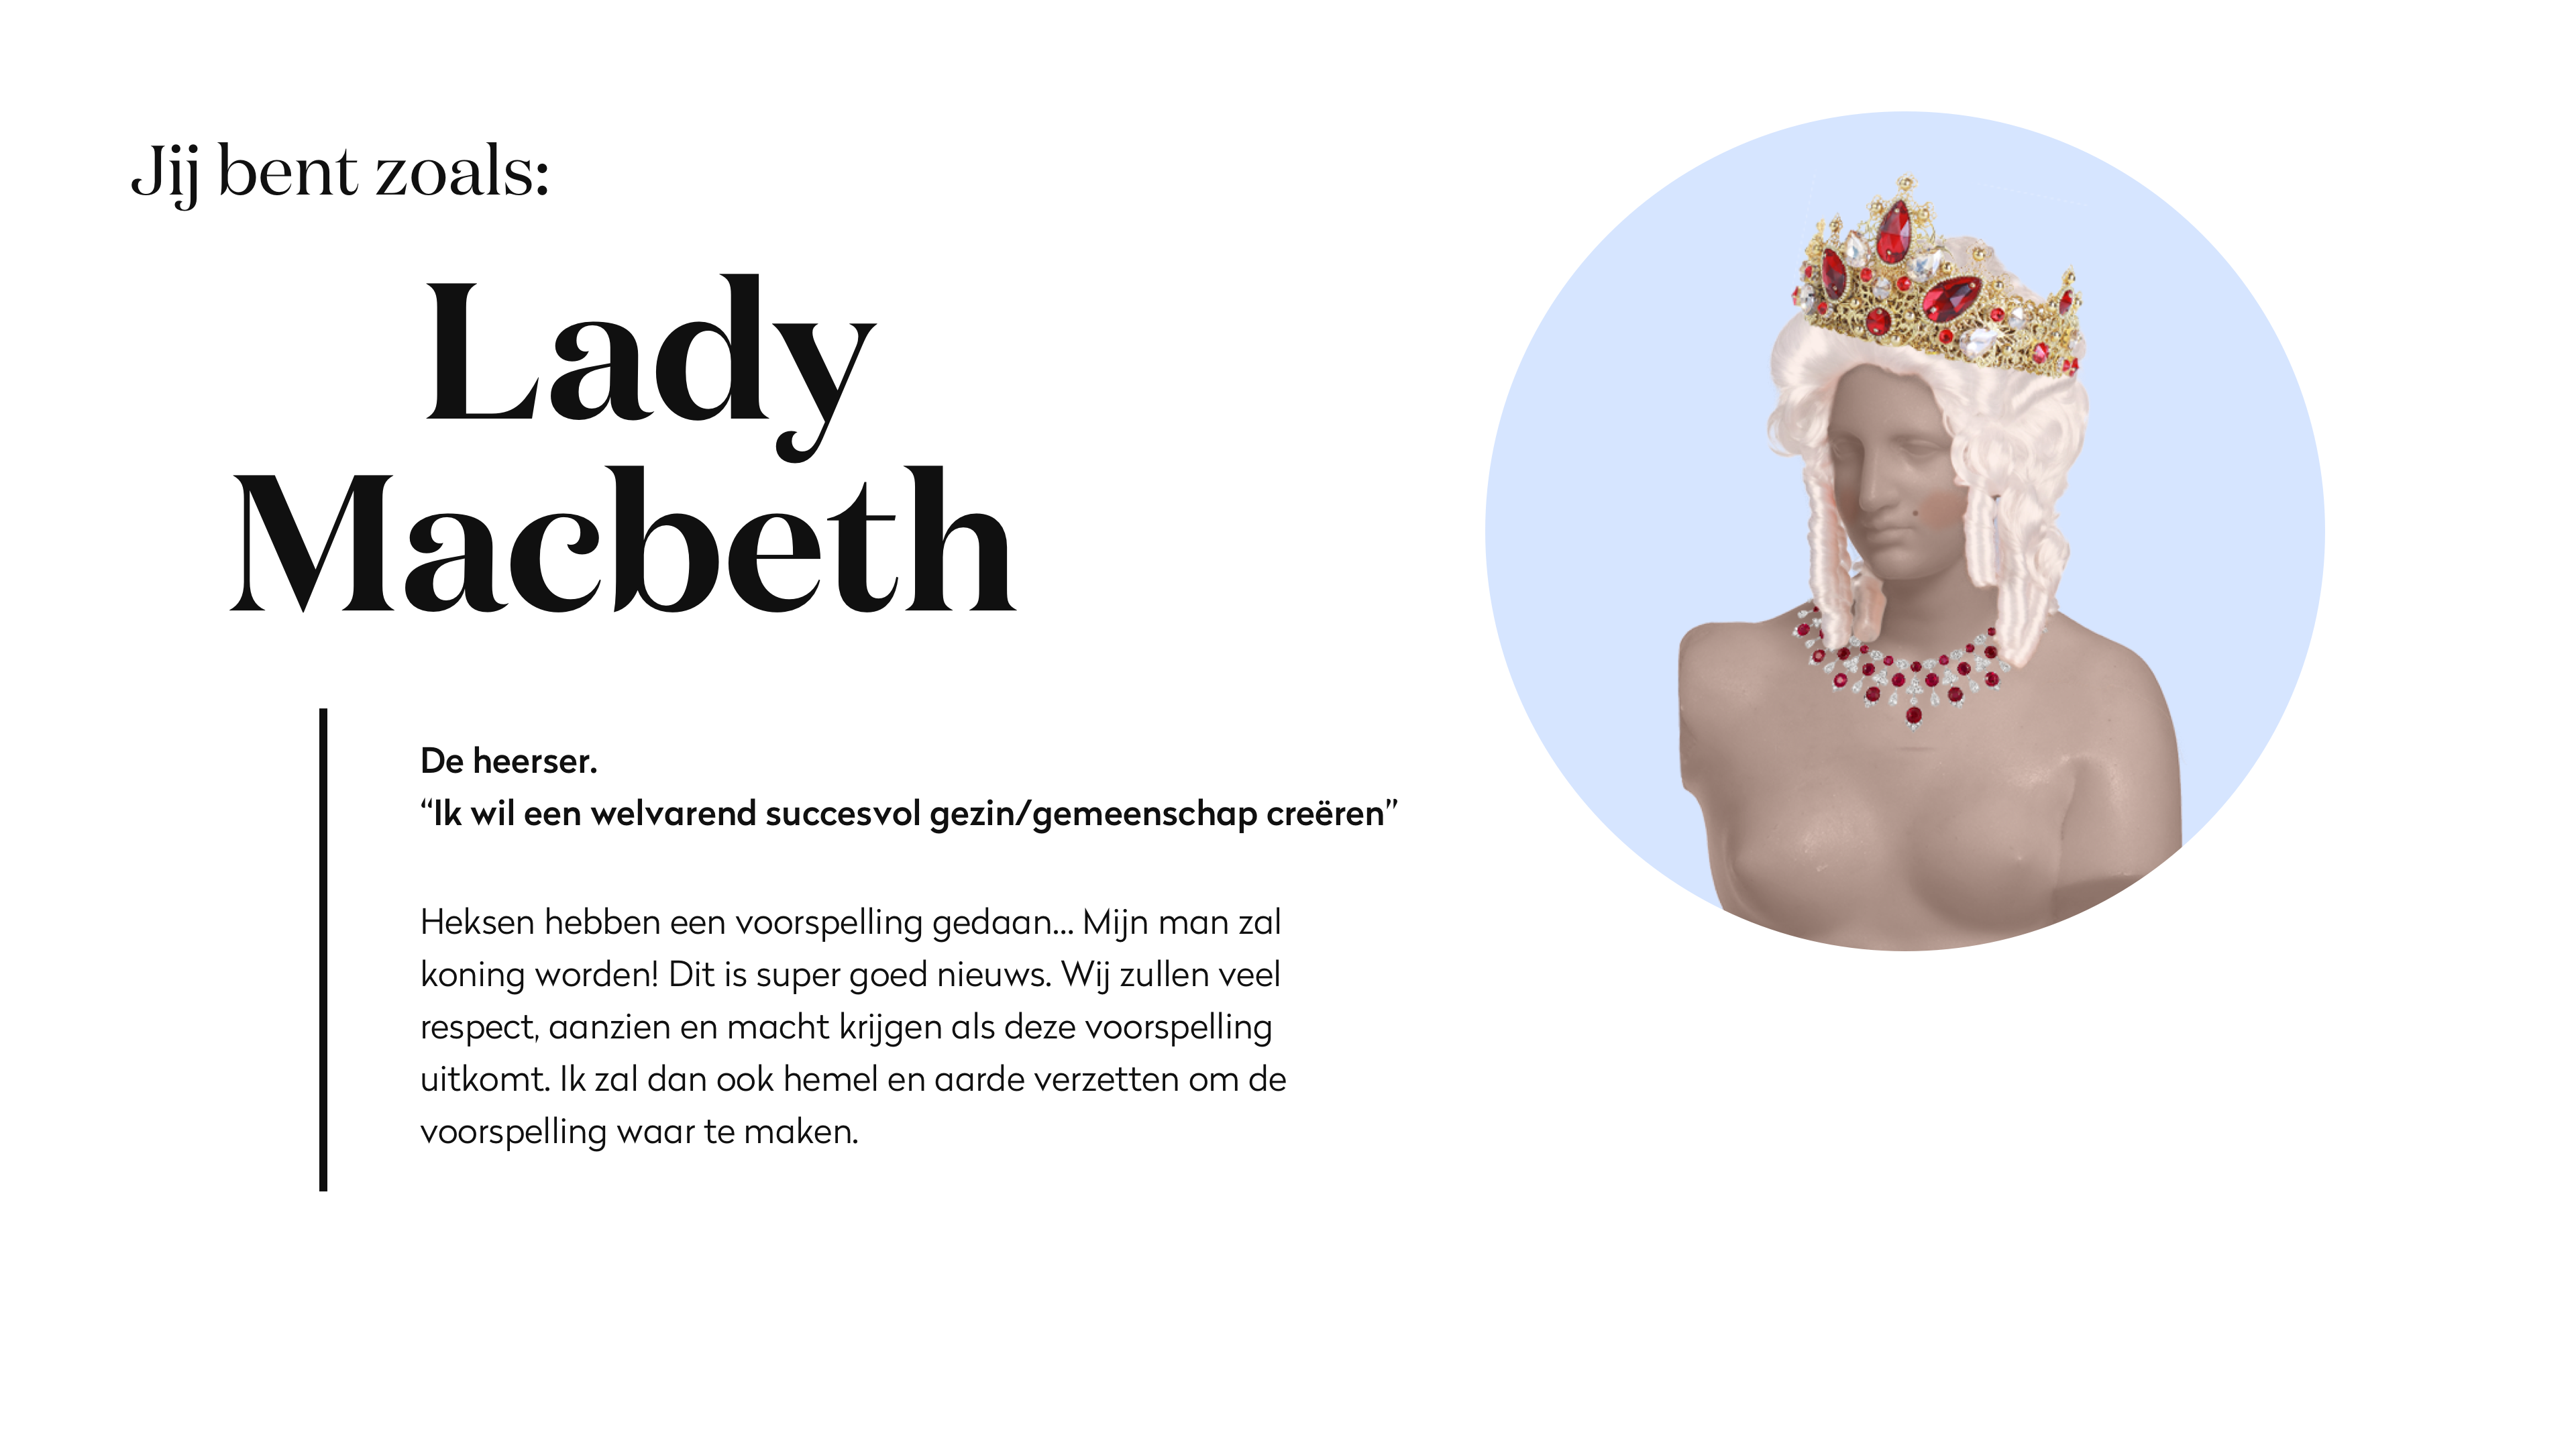 Jij bent zoals:
Lady
Macbeth
De heerser.
“Ik wil een welvarend succesvol gezin/gemeenschap creëren”
Heksen hebben een voorspelling gedaan... Mijn man zal
koning worden! Dit is super goed nieuws. Wij zullen veel
respect, aanzien en macht krijgen als deze voorspelling
uitkomt. Ik zal dan ook hemel en aarde verzetten om de
voorspelling waar te maken.